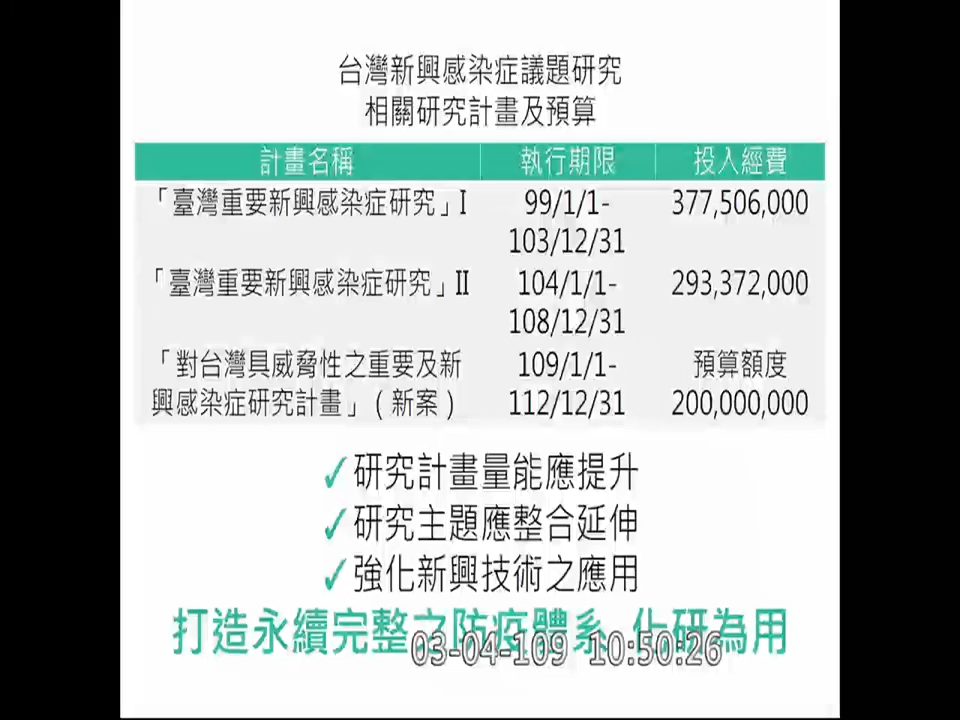 台灣新興感染症議題研究
相關研究計畫及預算
計畫名稱 執行期限 投入經費
「臺灣重要新興感染症研究」I 99/1/1- 377,506,000
103/12/31
「臺灣重要新興感染症研究」II 104/1/1- 293,372,000
108/12/31
「對台灣具威脅性之重要及新 109/1/1- 預算額度
興感染症研究計畫」（新案） 112/12/31 200,000,000
✓研究計畫量能應提升
✓研究主題應整合延伸
✓強化新興技術之應用
打造永續完整之防疫體系 化研為用
03-04-109 10:50:26